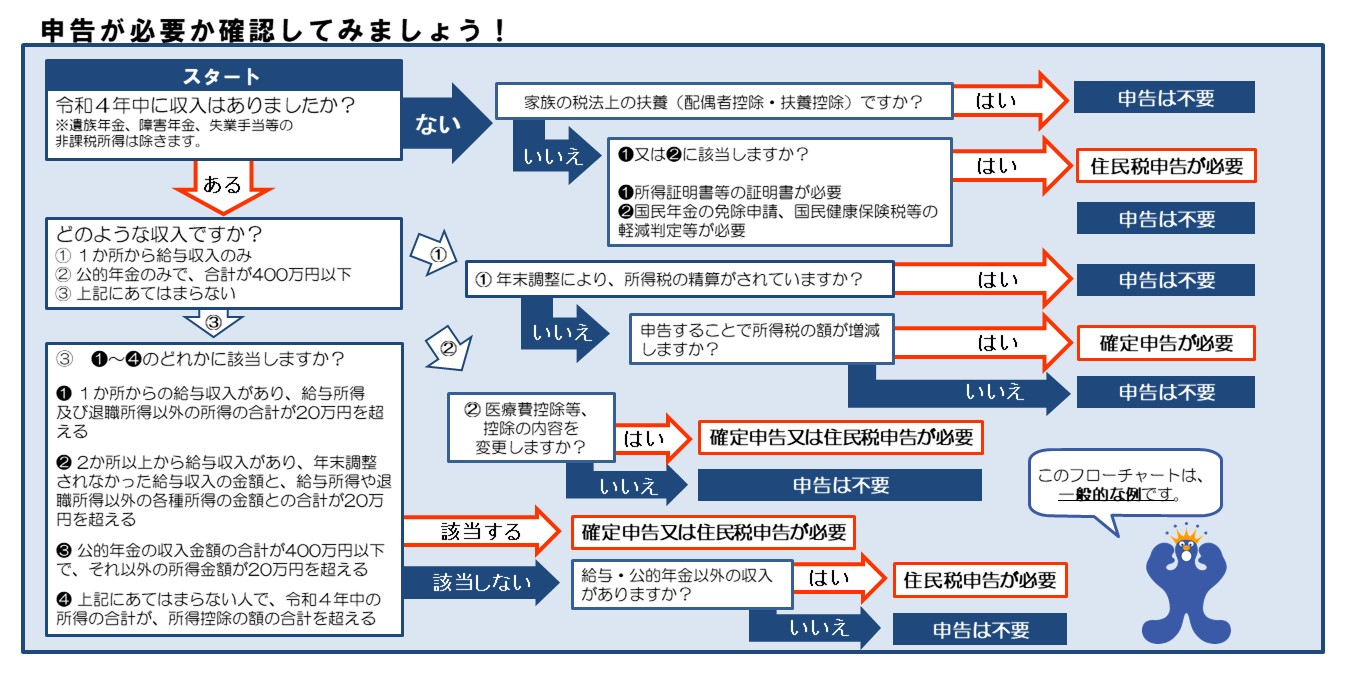 申告が必要か確認してみましょう！
スタート
令和４年中に収入はありましたか？
※遺族年金、障害年金、失業手当等の
非課税所得は除きます。
ない
家族の税法上の扶養（配偶者控除・扶養控除）ですか？
はい
申告は不要
いいえ
❶又は❷に該当しますか？
❶所得証明書等の証明書が必要
❷国民年金の免除申請、国民健康保険税等の
軽減判定等が必要
はい
住民税申告が必要
申告は不要
ある
どのような収入ですか？
① １か所から給与収入のみ
② 公的年金のみで、合計が400万円以下
③ 上記にあてはまらない
①
① 年末調整により、所得税の精算がされていますか？
はい
申告は不要
いいえ
申告することで所得税の額が増減
しますか？
はい
確定申告が必要
いいえ
申告は不要
②
② 医療費控除等、
控除の内容を
変更しますか？
はい
確定申告又は住民税申告が必要
いいえ
申告は不要
③
③ ❶～❹のどれかに該当しますか？
❶ １か所からの給与収入があり、給与所得
及び退職所得以外の所得の合計が20万円を超
える
❷ 2か所以上から給与収入があり、年末調整
されなかった給与収入の金額と、給与所得や退
職所得以外の各種所得の金額との合計が20万
円を超える
❸ 公的年金の収入金額の合計が400万円以下
で、それ以外の所得金額が20万円を超える
❹ 上記にあてはまらない人で、令和４年中の
所得の合計が、所得控除の額の合計を超える
該当する
確定申告又は住民税申告が必要
該当しない
給与・公的年金以外の収入
がありますか？
はい
住民税申告が必要
いいえ
申告は不要
このフローチャートは、
一般的な例です。